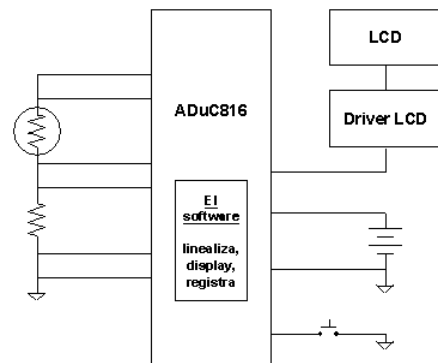 LCD
ADuC816
Driver LCD
El
software
linealiza,
display,
registra